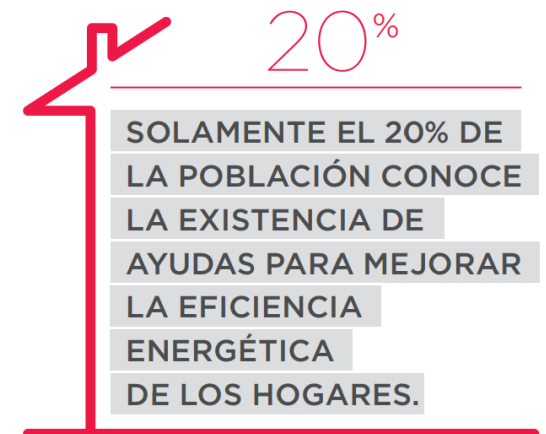 20%
SOLAMENTE EL 20% DE
LA POBLACIÓN CONOCE
LA EXISTENCIA DE
AYUDAS PARA MEJORAR
LA EFICIENCIA
ENERGÉTICA
DE LOS HOGARES.